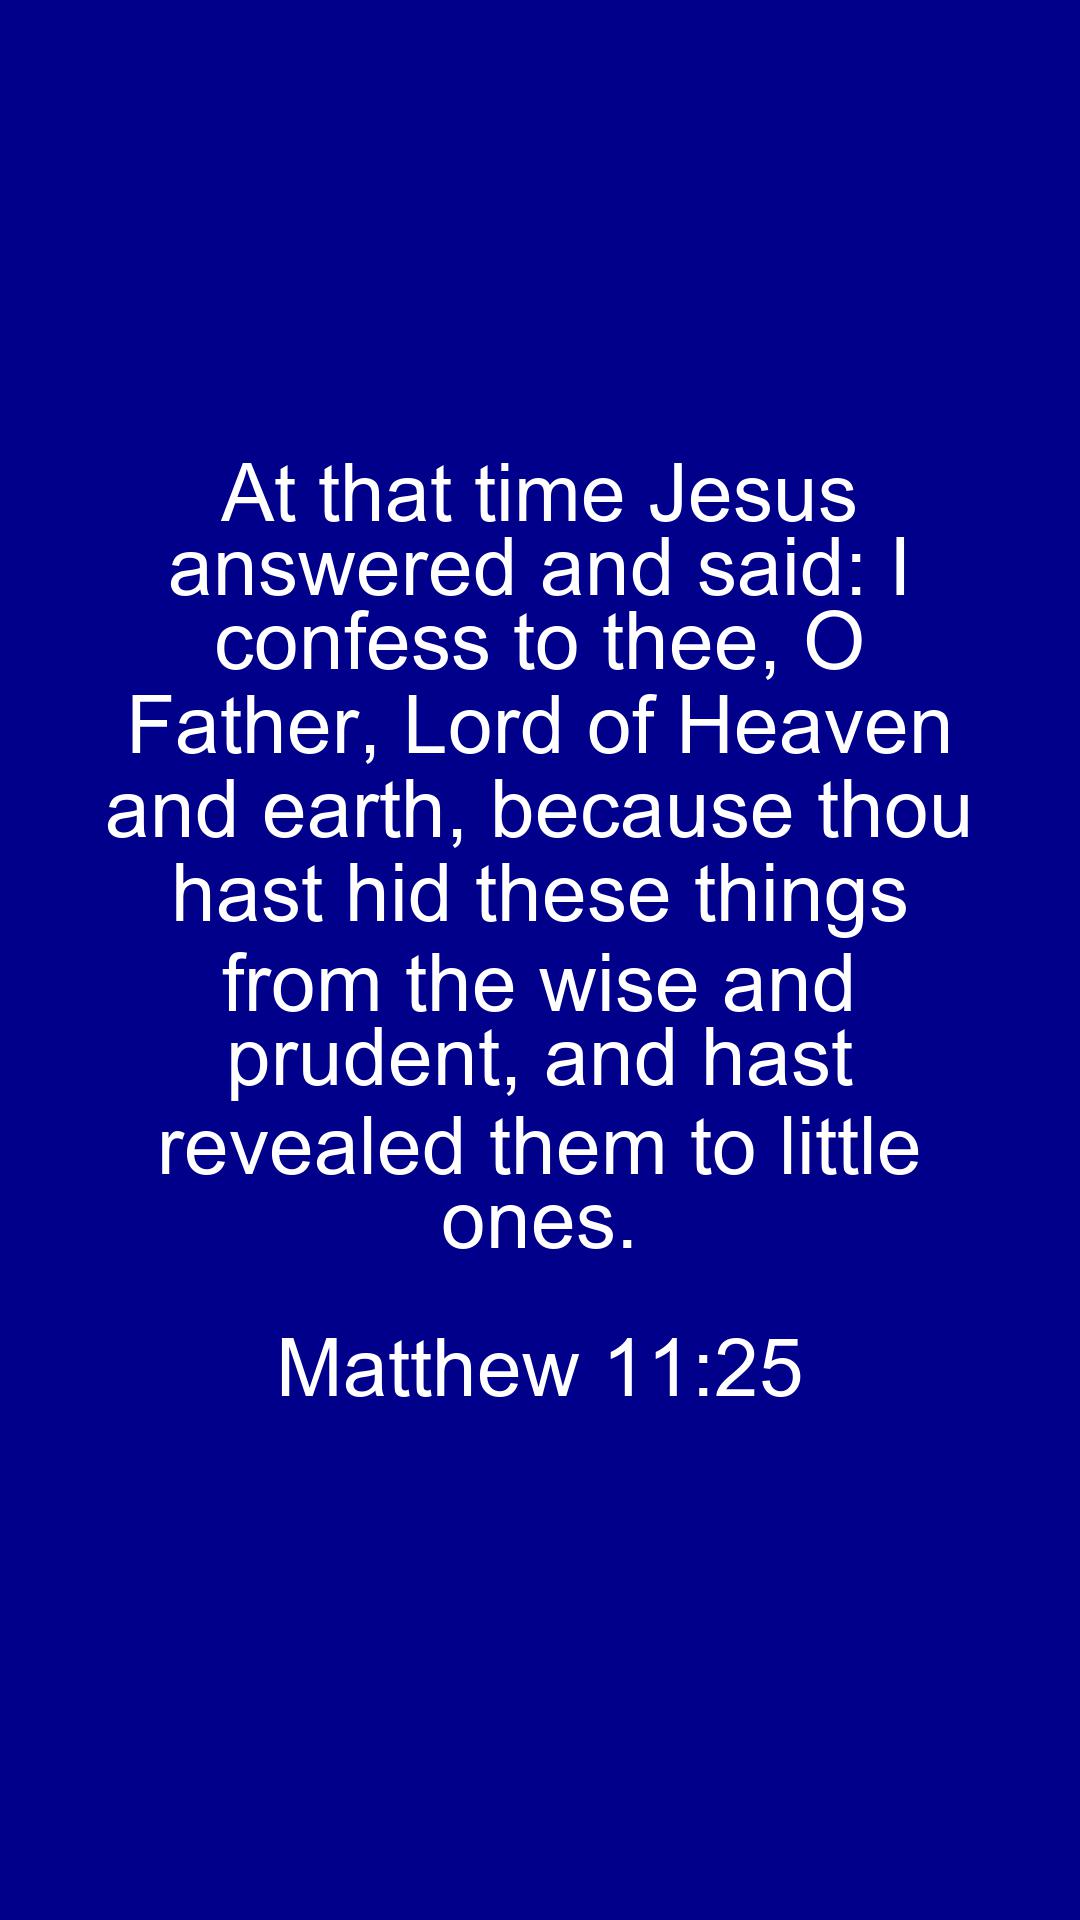 At that time Jesus
answered and said: I
confess to thee, O
Father, Lord of Heaven
and earth, because thou
hast hid these things
from the wise and
prudent, and hast
revealed them to little
ones.
Matthew 11:25